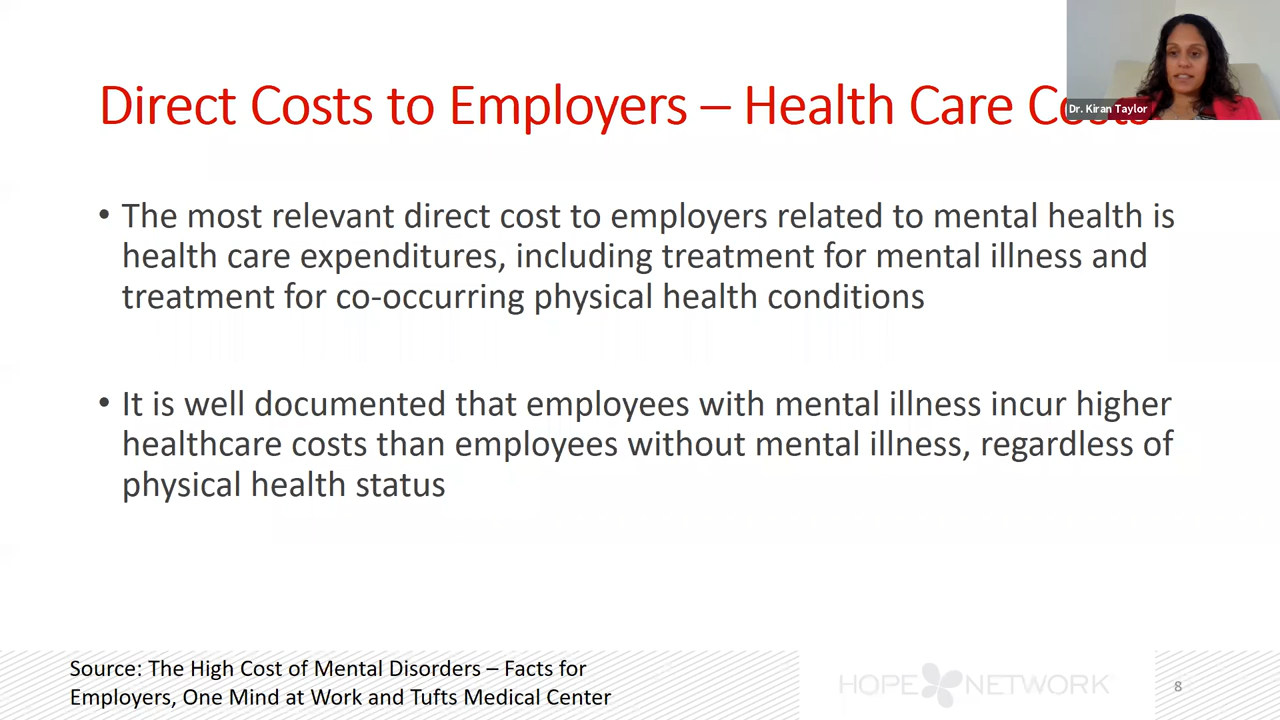 Direct Costs to Employers – Health Care Costs
Dr. Kiran Taylor
• The most relevant direct cost to employers related to mental health is
health care expenditures, including treatment for mental illness and
treatment for co-occurring physical health conditions
• It is well documented that employees with mental illness incur higher
healthcare costs than employees without mental illness, regardless of
physical health status
Source: The High Cost of Mental Disorders – Facts for
Employers, One Mind at Work and Tufts Medical Center
HOPE NETWORK
8